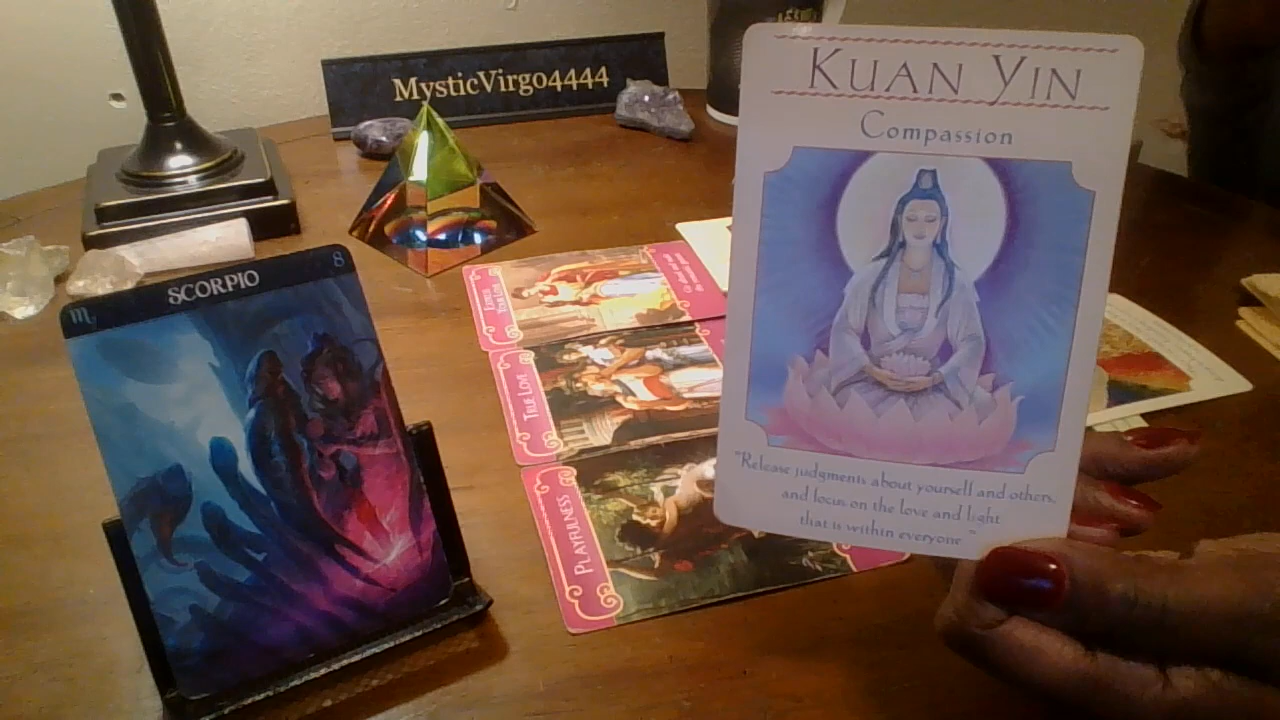 MysticVirgo4444
KUAN YIN
Compassion
"Release judgments about yourself and others,
and focus on the love and light
that is within everyone."
SCORPIO
8
♏
TRUE LOVE
PLAYFULNESS